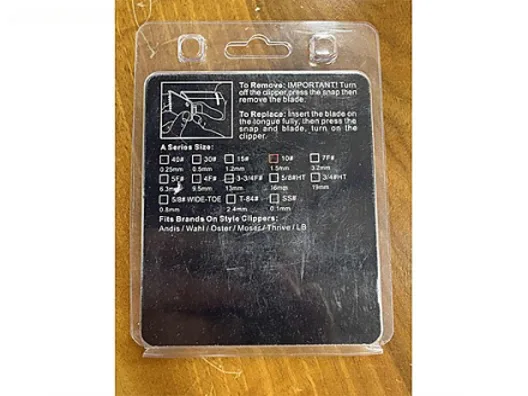 To Remove: IMPORTANT! Turn
off the clipper,press the snap then
remove the blade.
To Replace: Insert the blade on
the tongue fully, then press the
snap and blade, turn on the
clipper.
A Series Size:
40# 30# 15# 10# 7F#
0.25mm 0.5mm 1.2mm 1.5mm 3.2mm
5F# 4F# 3-3/4F# 5/8#HT 3/4#HT
6.3mm 9.5mm 13mm 16mm 19mm
5/8# WIDE-TOE T-84# SS#
0.8mm 2.4mm 0.1mm
Fits Brands On Style Clippers:
Andis / Wahl / Oster / Moser / Thrive / LB